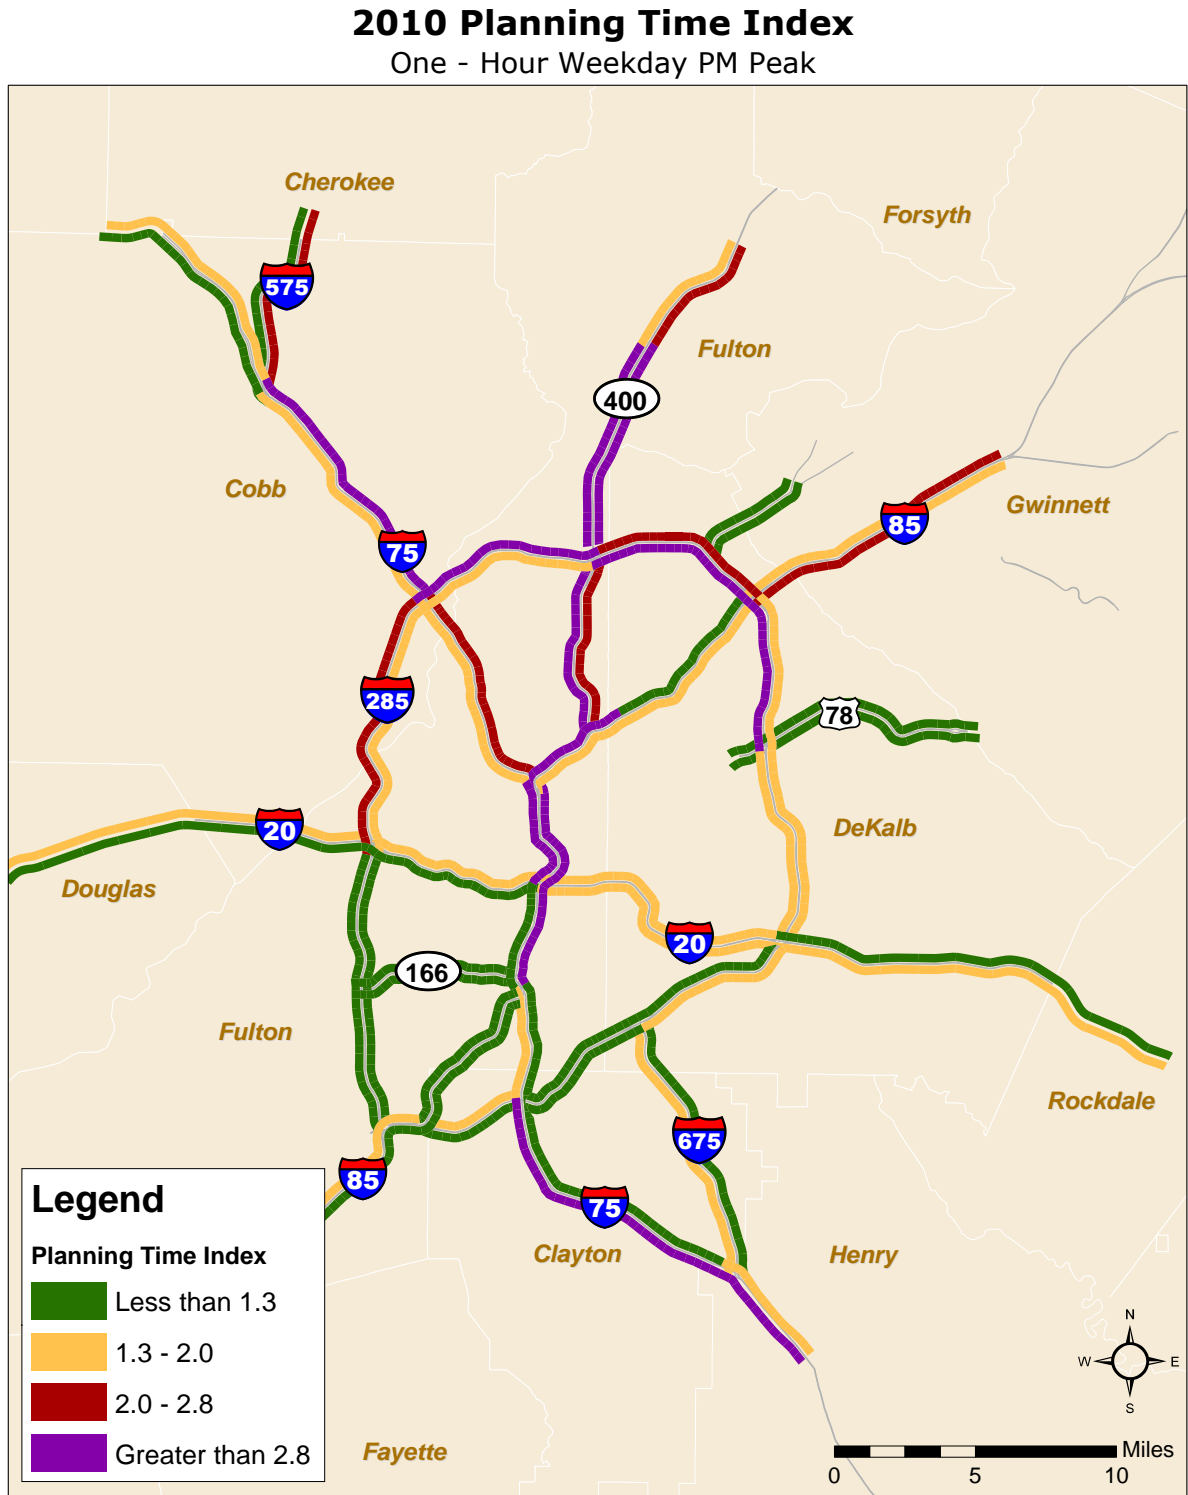 2010 Planning Time Index
One - Hour Weekday PM Peak
Cherokee
Forsyth
575
Fulton
400
Cobb
Gwinnett
85
75
285
78
20
DeKalb
Douglas
20
166
Fulton
Rockdale
675
85
75
Clayton
Henry
Legend
Planning Time Index
Less than 1.3
1.3 - 2.0
2.0 - 2.8
Greater than 2.8
Fayette
N
W
E
S
Miles
0
5
10